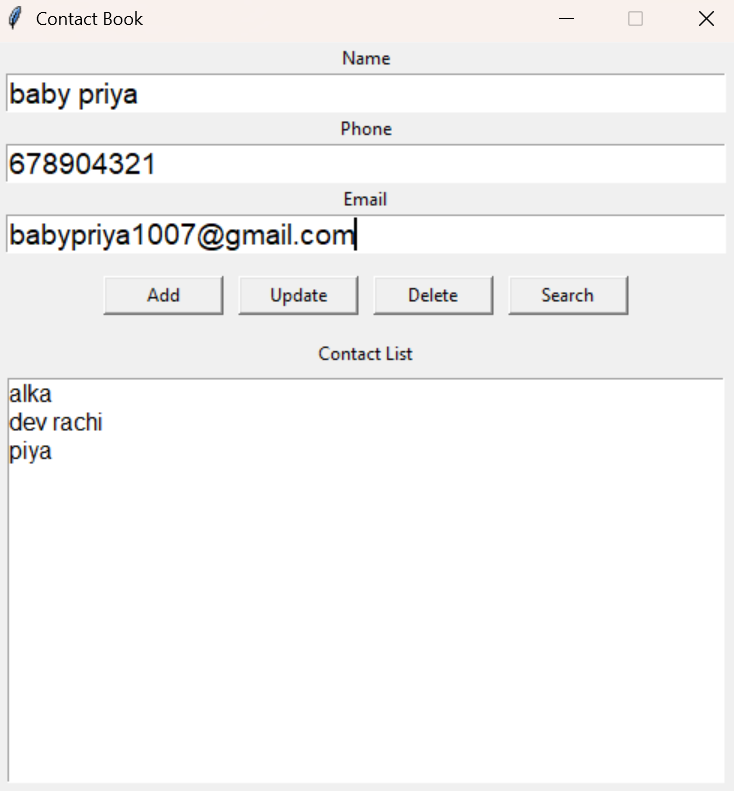 Contact Book
Name
baby priya
Phone
678904321
Email
babypriya1007@gmail.com
Add Update Delete Search
Contact List
alka
dev rachi
piya